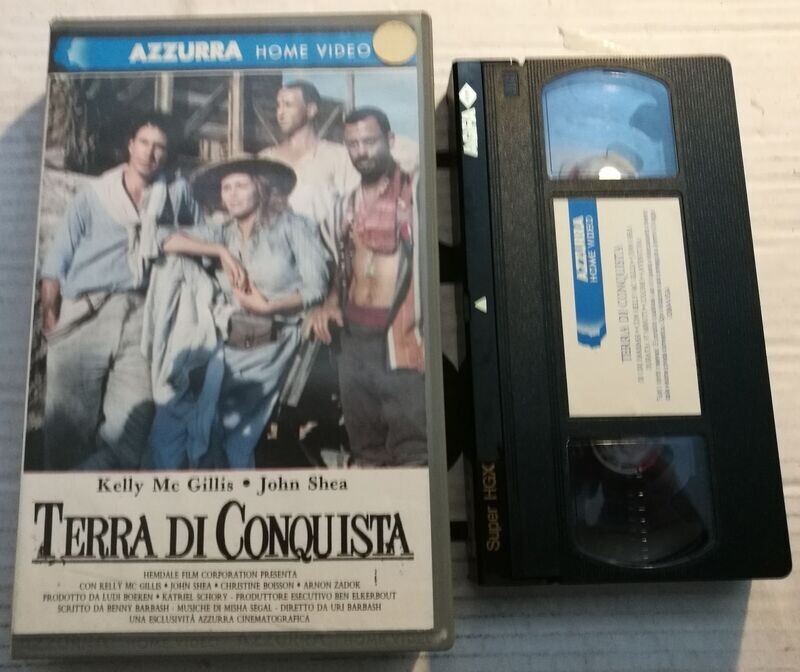 AZZURRA HOME VIDEO
Kelly Mc Gillis • John Shea
TERRA DI CONQUISTA
HEMDALE FILM CORPORATION PRESENTA
CON KELLY MC GILLIS • JOHN SHEA • CHRISTINE BOISSON • ARNON ZADOK
PRODOTTO DA LUDI BOEKEN • KATRIEL SCHORY - PRODUTTORE ESECUTIVO BEN ELKERBOUT
SCRITTO DA BENNY BARBASH - MUSICHE DI MISHA SEGAL - DIRETTO DA URI BARBASH
UNA ESCLUSIVITÀ AZZURRA CINEMATOGRAFICA
AZZURRA
HOME VIDEO
TERRA DI CONQUISTA
Super HGX